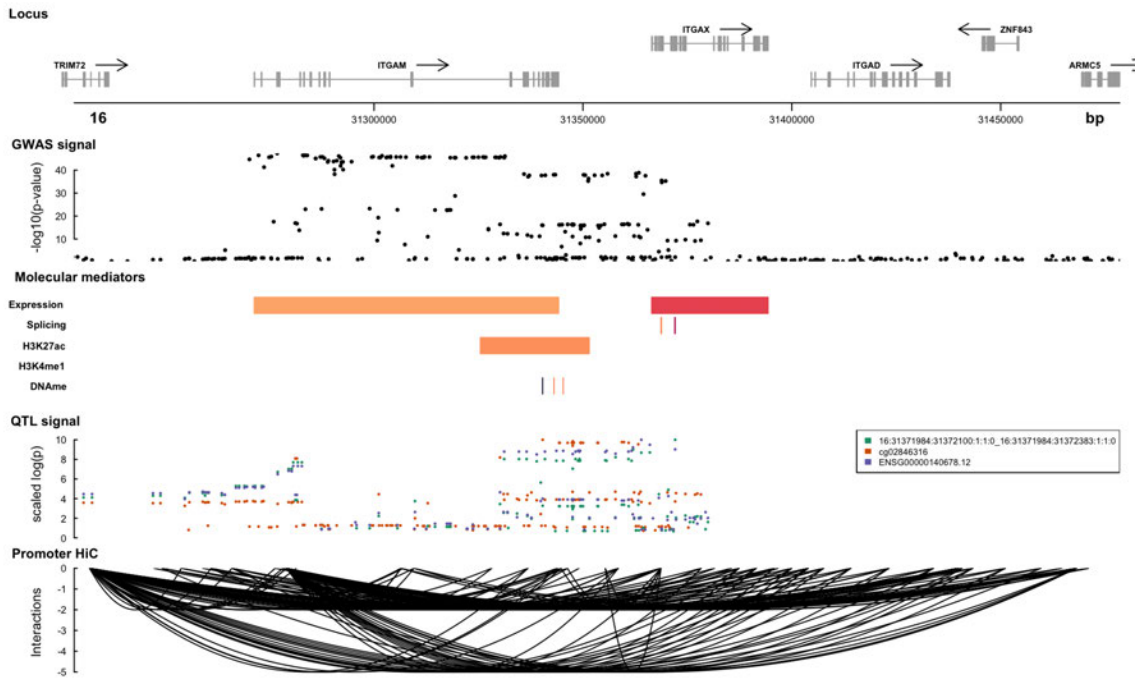 Locus
ITGAX
ZNF843
TRIM72
ITGAM
ITGAD
ARMC5
16
31300000
31350000
31400000
31450000
bp
GWAS signal
-log10(p-value)
40
30
20
10
Molecular mediators
Expression
Splicing
H3K27ac
H3K4me1
DNAme
QTL signal
scaled log(p)
10
8
6
4
2
0
16:31371984:31372100:1:1:0_16:31371984:31372383:1:1:0
cg02846316
ENSG00000140678.12
Promoter HiC
Interactions
0
-1
-2
-3
-4
-5